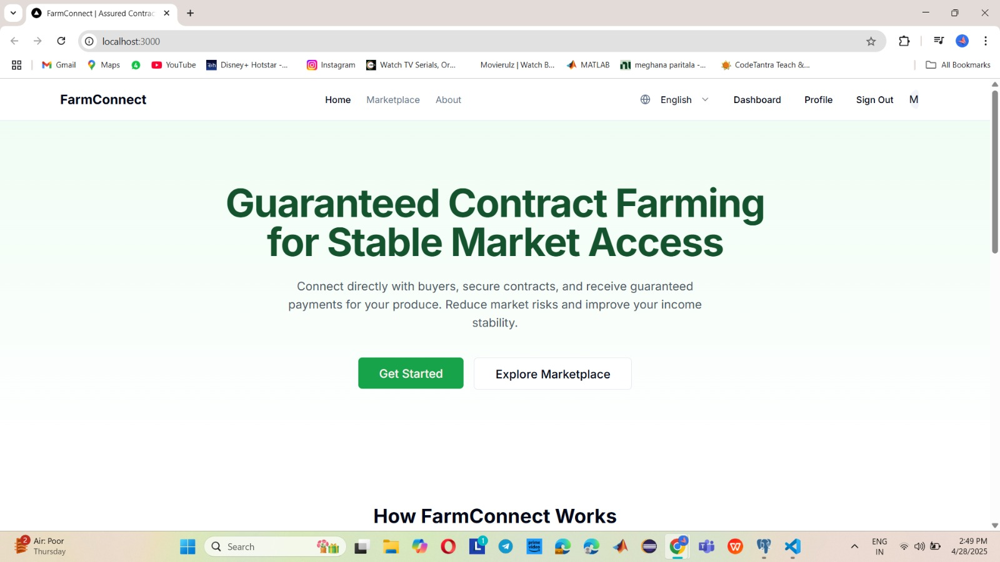 FarmConnect | Assured Contrac
localhost:3000
Gmail
Maps
YouTube
Disney+ Hotstar -...
Instagram
Watch TV Serials, Or...
Movierulz | Watch B...
MATLAB
meghana paritala -...
CodeTantra Teach &...
All Bookmarks
FarmConnect
Home
Marketplace
About
English
Dashboard
Profile
Sign Out
M
Guaranteed Contract Farming
for Stable Market Access
Connect directly with buyers, secure contracts, and receive guaranteed
payments for your produce. Reduce market risks and improve your income
stability.
Get Started
Explore Marketplace
How FarmConnect Works
2
Air: Poor
Thursday
Search
L
1
prime
video
ENG
IN
2:49 PM
4/28/2025